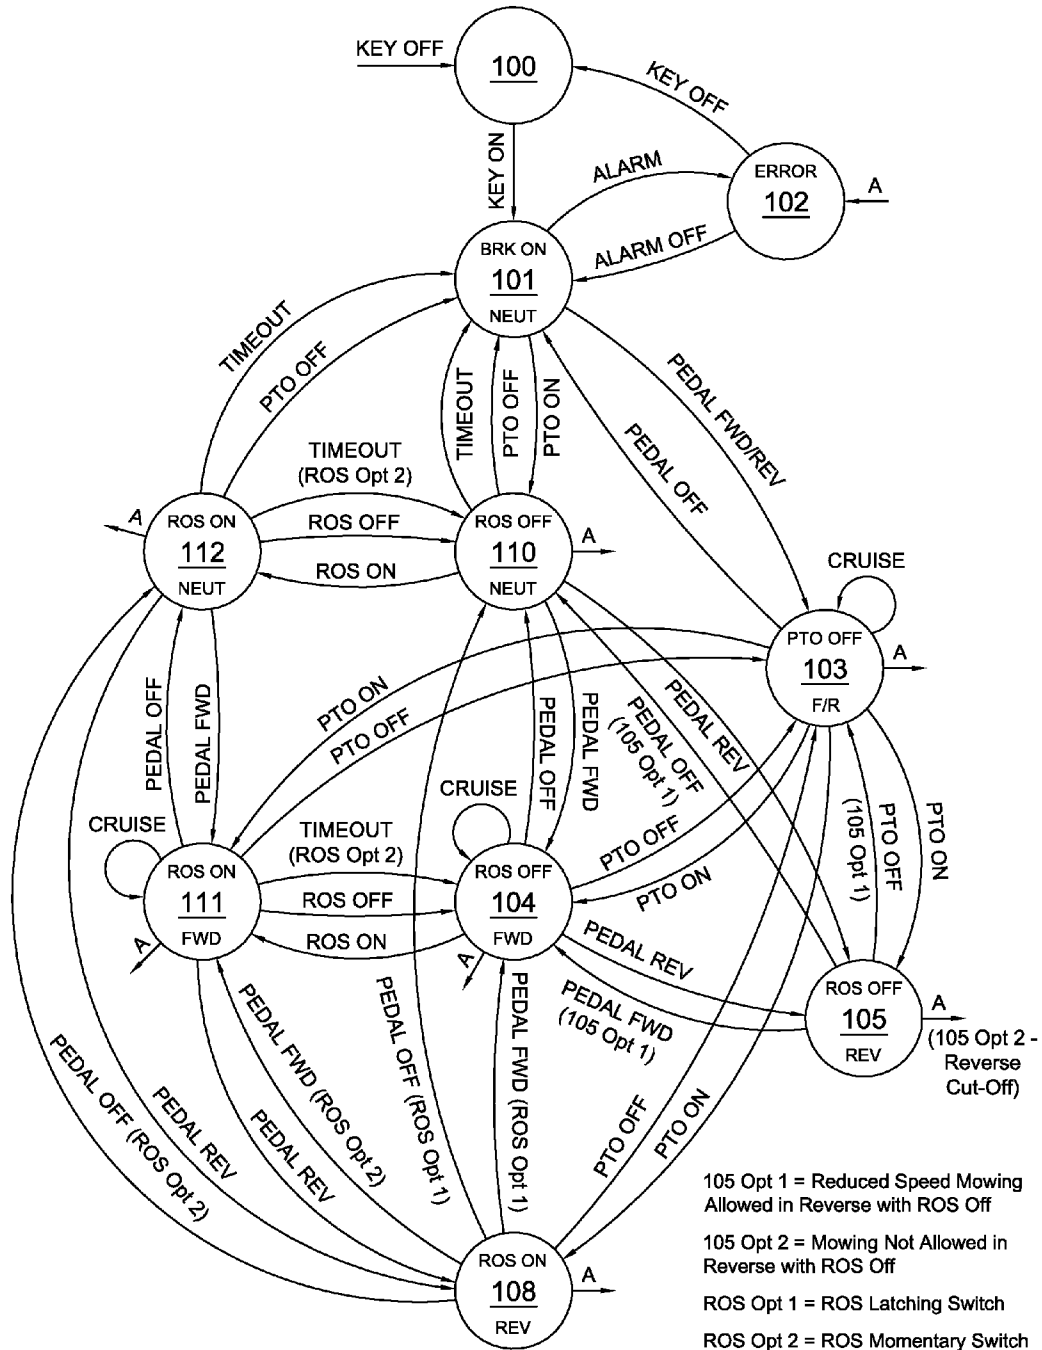 KEY OFF
100
KEY OFF
KEY ON
ALARM
ERROR
102
A
ALARM OFF
BRK ON
101
NEUT
TIMEOUT
PTO OFF
TIMEOUT
PTO OFF
PTO ON
PEDAL FWD/REV
PEDAL OFF
TIMEOUT
(ROS Opt 2)
A
ROS ON
112
NEUT
ROS OFF
ROS ON
ROS OFF
110
NEUT
A
CRUISE
PTO OFF
103
F/R
A
PEDAL OFF
PEDAL FWD
PTO ON
PTO OFF
PEDAL OFF
PEDAL FWD
PEDAL OFF
(105 Opt 1)
PEDAL REV
CRUISE
CRUISE
TIMEOUT
(ROS Opt 2)
PTO OFF
PTO ON
PTO OFF
(105 Opt 1)
PTO ON
ROS ON
111
FWD
A
ROS OFF
ROS ON
ROS OFF
104
FWD
A
PEDAL REV
PEDAL FWD
(105 Opt 1)
ROS OFF
105
REV
A
(105 Opt 2 -
Reverse
Cut-Off)
PEDAL OFF (ROS Opt 2)
PEDAL REV
PEDAL REV
PEDAL FWD (ROS Opt 2)
PEDAL OFF (ROS Opt 1)
PEDAL FWD (ROS Opt 1)
PTO OFF
PTO ON
ROS ON
108
REV
A
105 Opt 1 = Reduced Speed Mowing
Allowed in Reverse with ROS Off
105 Opt 2 = Mowing Not Allowed in
Reverse with ROS Off
ROS Opt 1 = ROS Latching Switch
ROS Opt 2 = ROS Momentary Switch